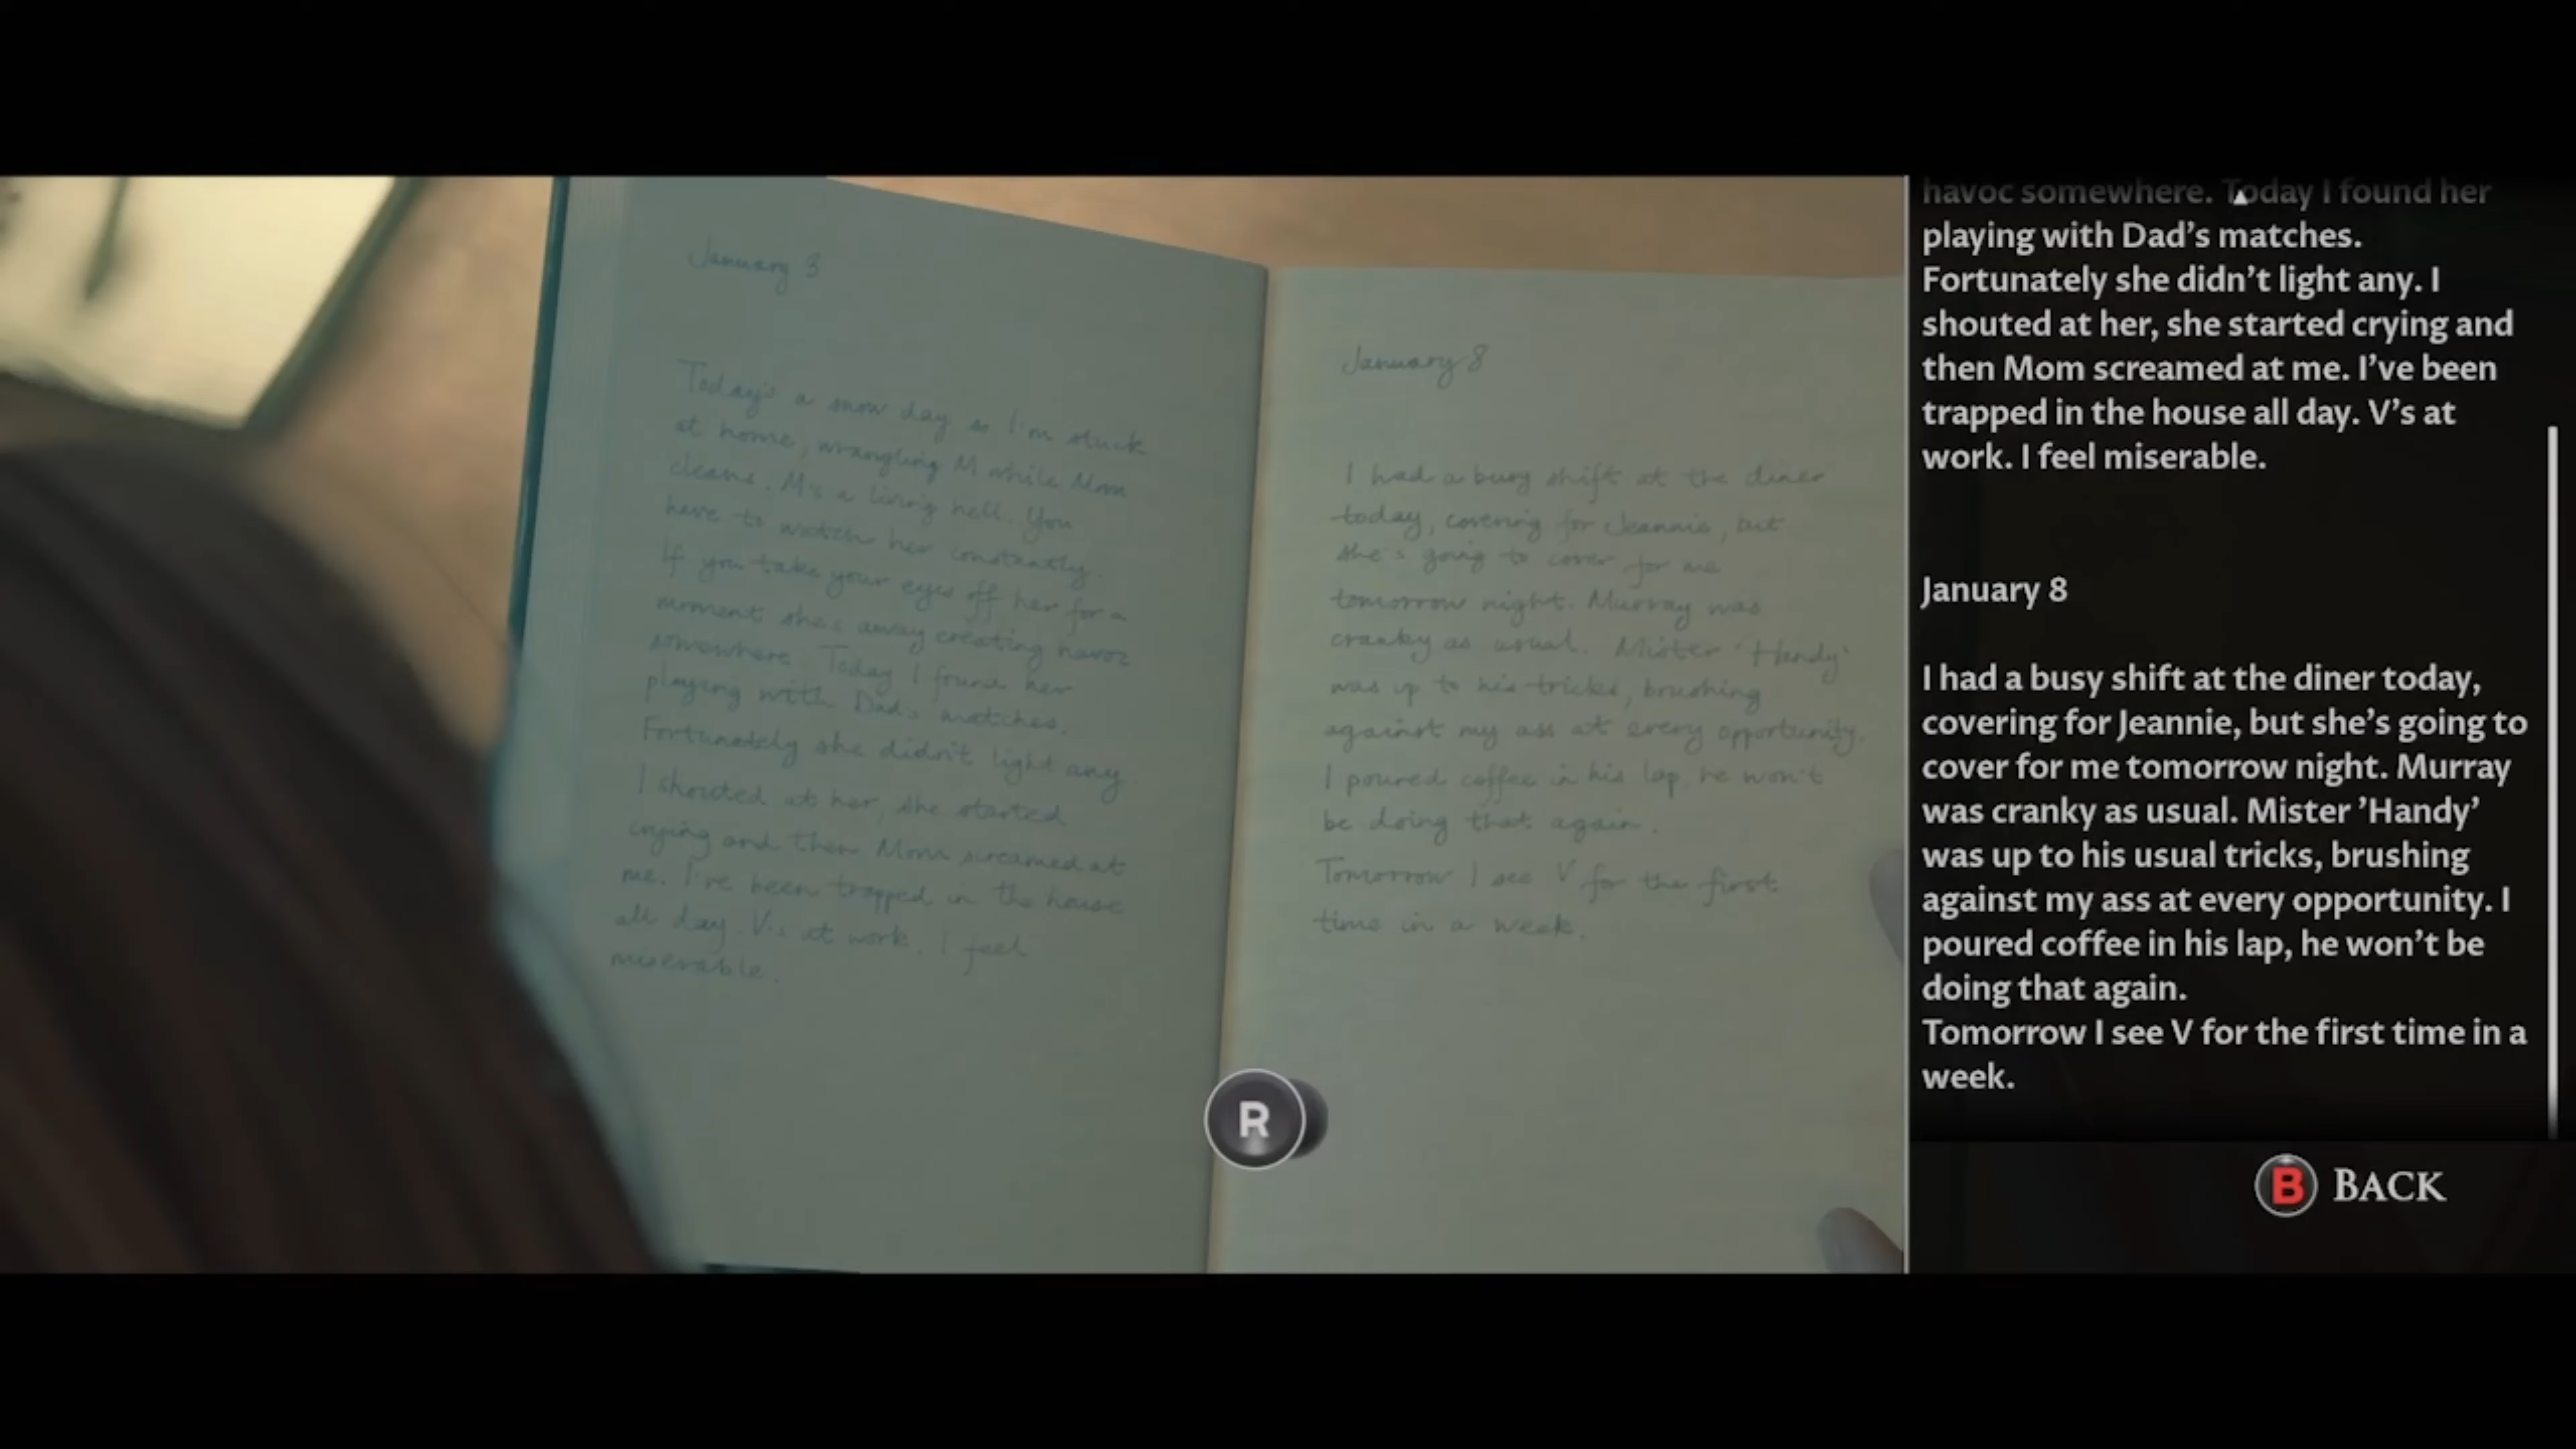 January 3
Today's a snow day so I'm stuck
at home, wrangling M while Mom
cleans. M's a living hell. You
have to watch her constantly.
If you take your eyes off her for a
moment she's away creating havoc
somewhere. Today I found her
playing with Dad's matches.
Fortunately she didn't light any.
I shouted at her, she started
crying and then Mom screamed at
me. I've been trapped in the house
all day. V's at work. I feel
miserable.
January 8
I had a busy shift at the diner
today, covering for Jeannie, but
she's going to cover for me
tomorrow night. Murray was
cranky as usual. Mister 'Handy'
was up to his tricks, brushing
against my ass at every opportunity.
I poured coffee in his lap, he won't
be doing that again.
Tomorrow I see V for the first
time in a week.
R
havoc somewhere. Today I found her
playing with Dad's matches.
Fortunately she didn't light any. I
shouted at her, she started crying and
then Mom screamed at me. I've been
trapped in the house all day. V's at
work. I feel miserable.
January 8
I had a busy shift at the diner today,
covering for Jeannie, but she's going to
cover for me tomorrow night. Murray
was cranky as usual. Mister 'Handy'
was up to his usual tricks, brushing
against my ass at every opportunity. I
poured coffee in his lap, he won't be
doing that again.
Tomorrow I see V for the first time in a
week.
B BACK